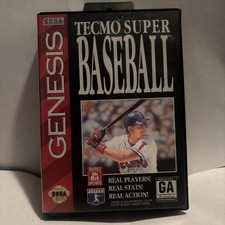 SEGA
GENESIS
TECMO SUPER
BASEBALL
REAL PLAYERS!
REAL STATS!
REAL ACTION!
GA
SEGA